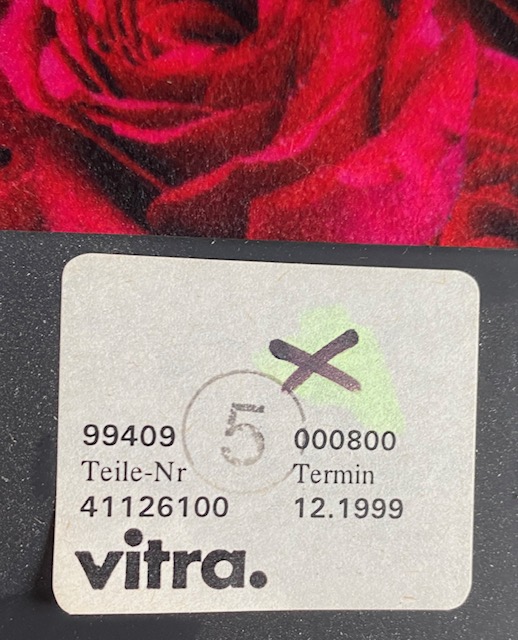 5
99409 000800
Teile-Nr Termin
41126100 12.1999
vitra.